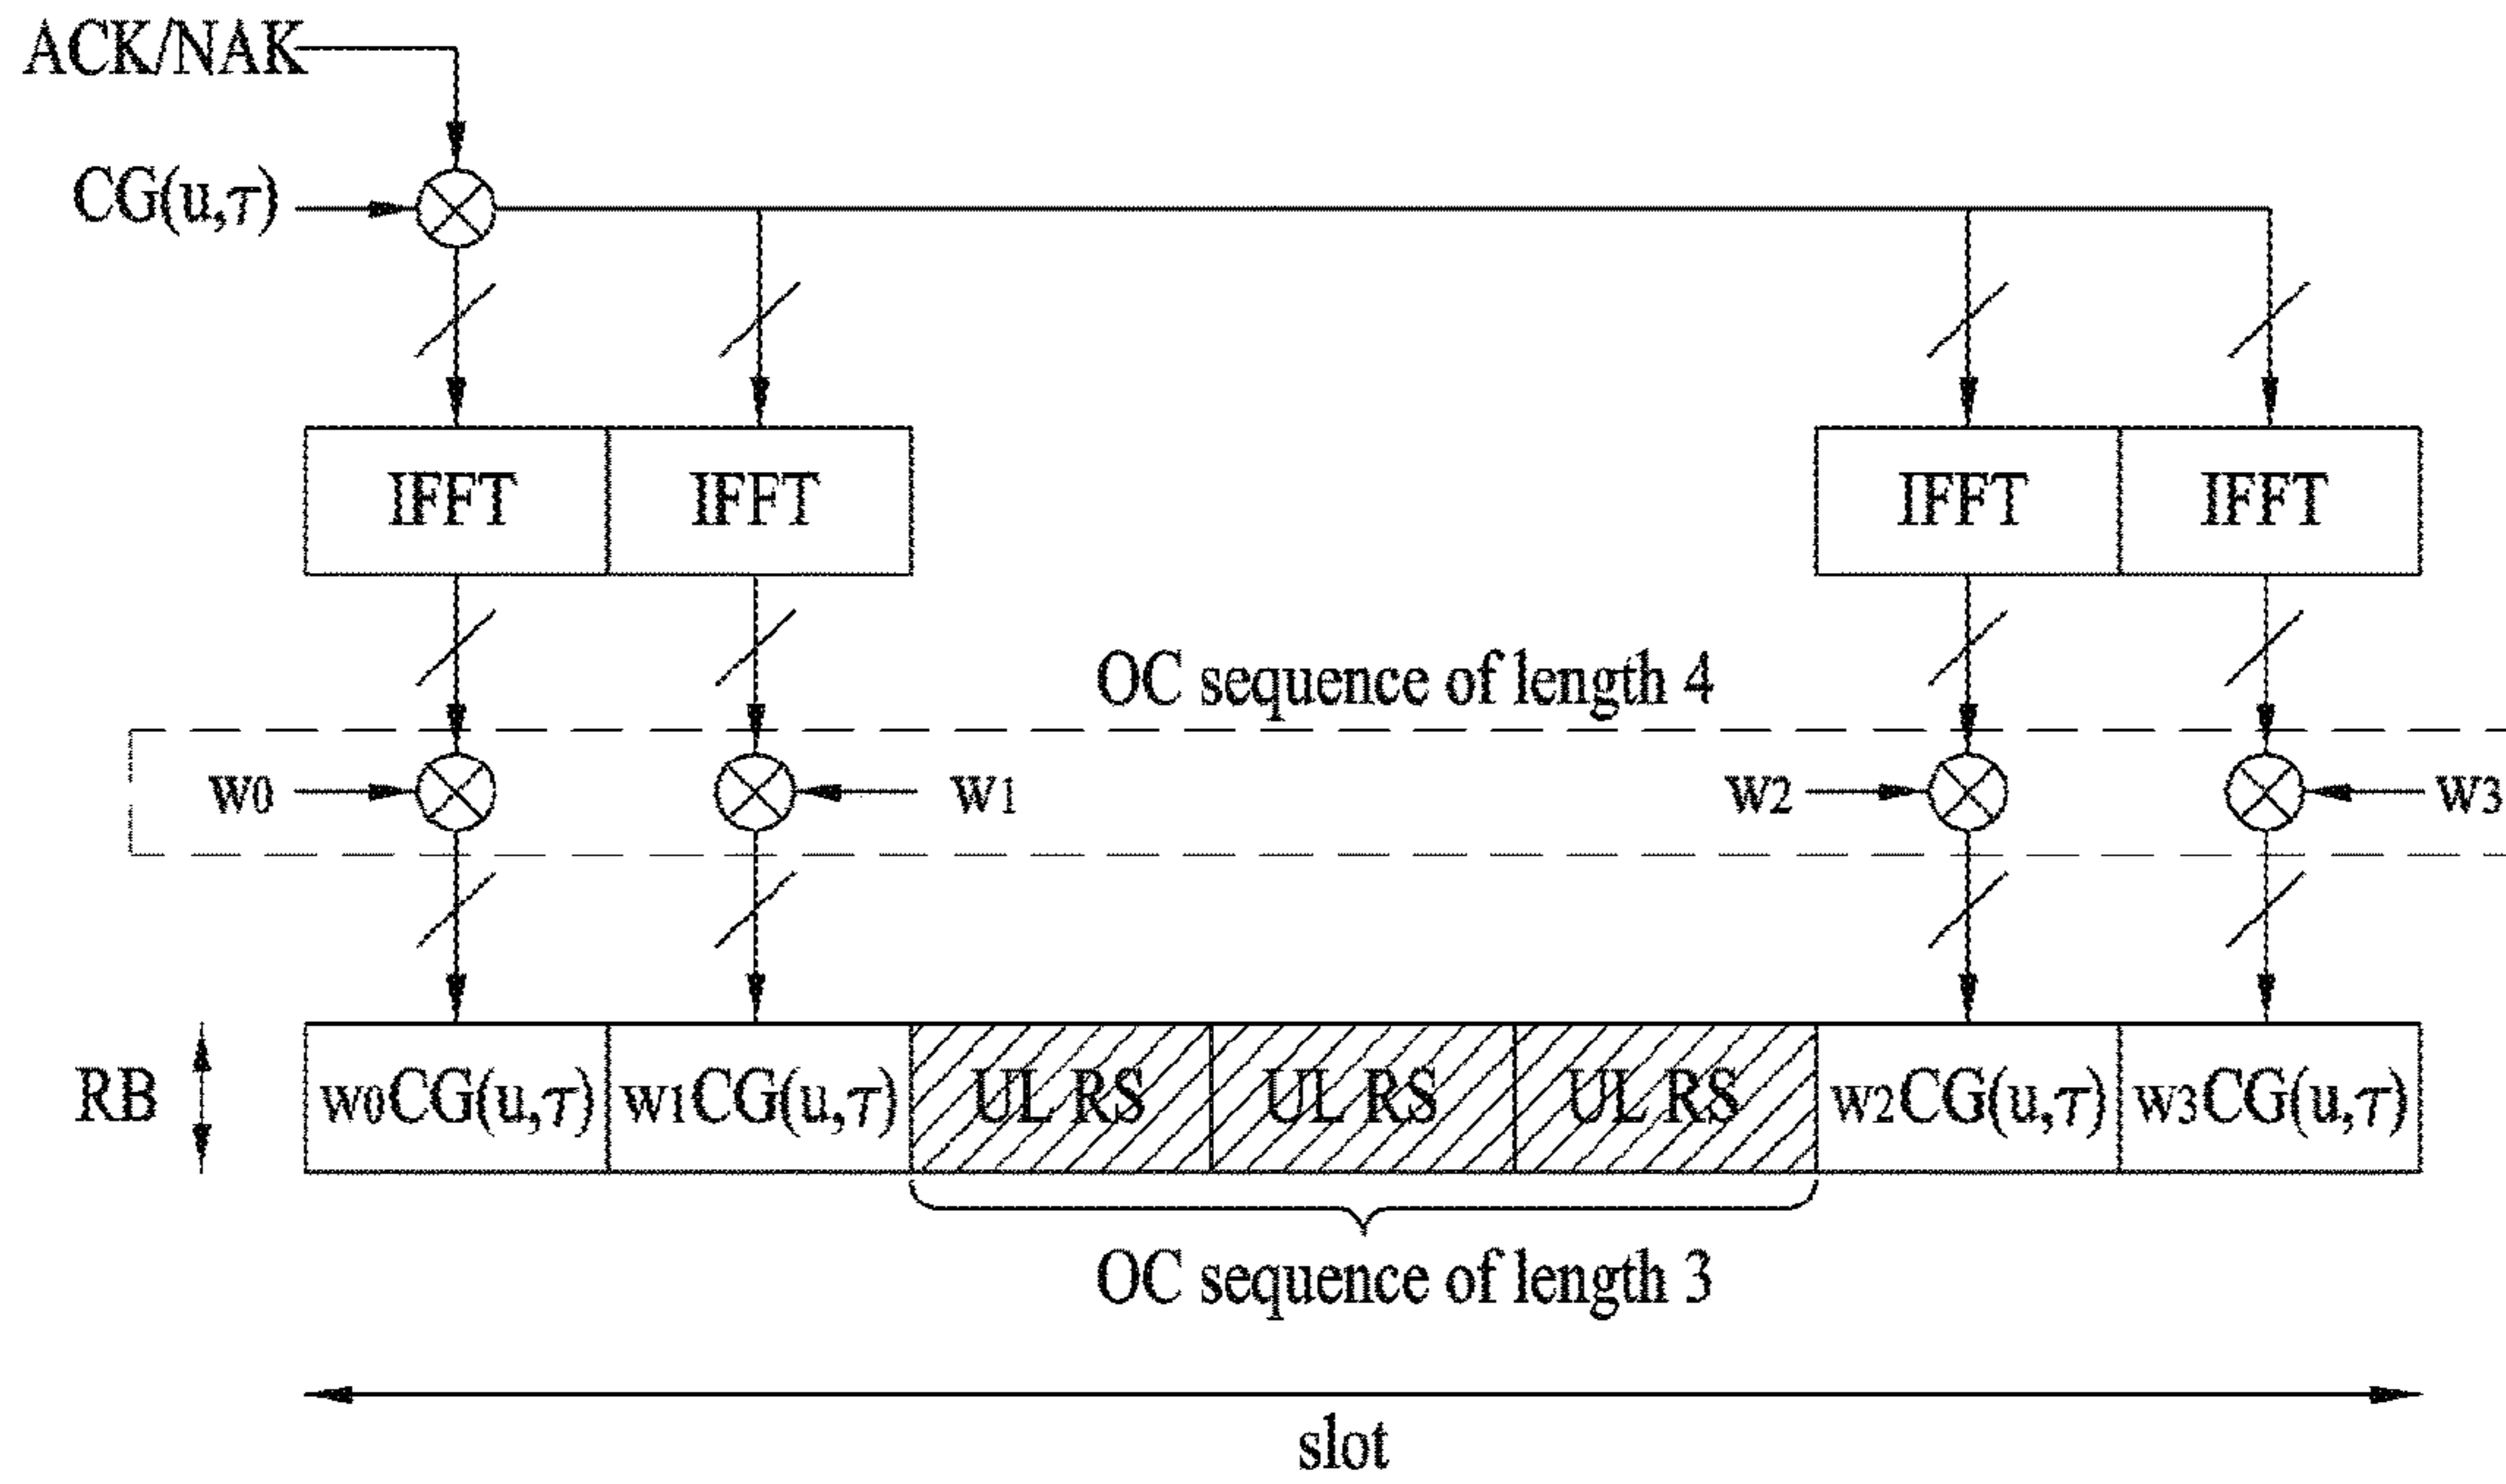 ACK/NAK
CG(u,τ)
IFFT IFFT IFFT IFFT
OC sequence of length 4
W0 W1 W2 W3
RB W0CG(u,τ) W1CG(u,τ) UL RS UL RS UL RS W2CG(u,τ) W3CG(u,τ)
OC sequence of length 3
slot